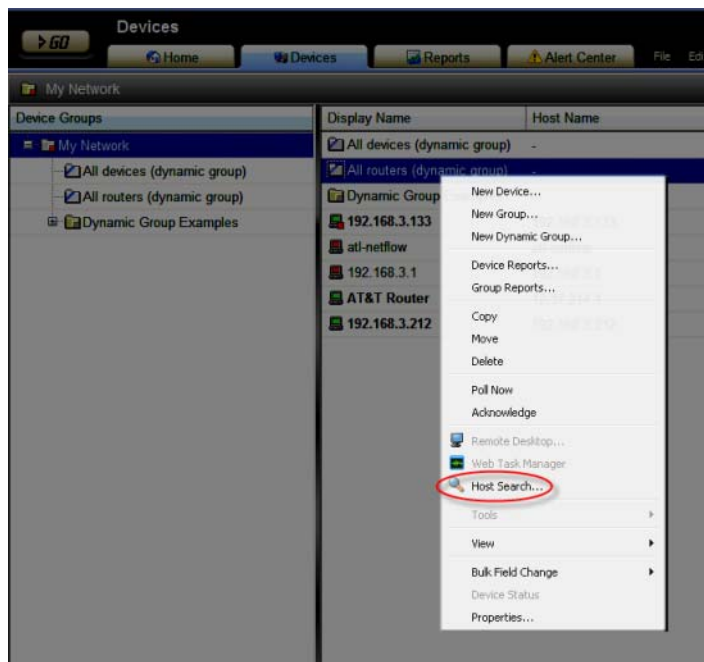 Devices
GO
Home
Devices
Reports
Alert Center
File
Edi
My Network
Device Groups
My Network
All devices (dynamic group)
All routers (dynamic group)
Dynamic Group Examples
Display Name
Host Name
All devices (dynamic group) -
All routers (dynamic group) -
Dynamic Group
192.168.3.133
atl-netflow
192.168.3.1
AT&T Router
192.168.3.212
New Device...
New Group...
New Dynamic Group...
Device Reports...
Group Reports...
Copy
Move
Delete
Poll Now
Acknowledge
Remote Desktop...
Web Task Manager
Host Search...
Tools
View
Bulk Field Change
Device Status
Properties...